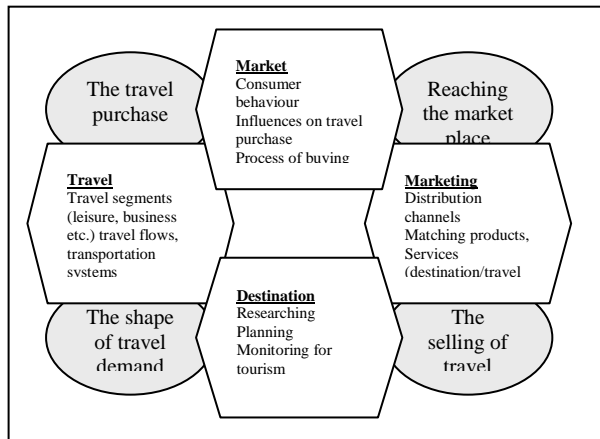 The travel
purchase
Market
Consumer
behaviour
Influences on travel
purchase
Process of buying
Reaching
the market
place
Travel
Travel segments
(leisure, business
etc.) travel flows,
transportation
systems
Marketing
Distribution
channels
Matching products,
Services
(destination/travel
The shape
of travel
demand
Destination
Researching
Planning
Monitoring for
tourism
The
selling of
travel